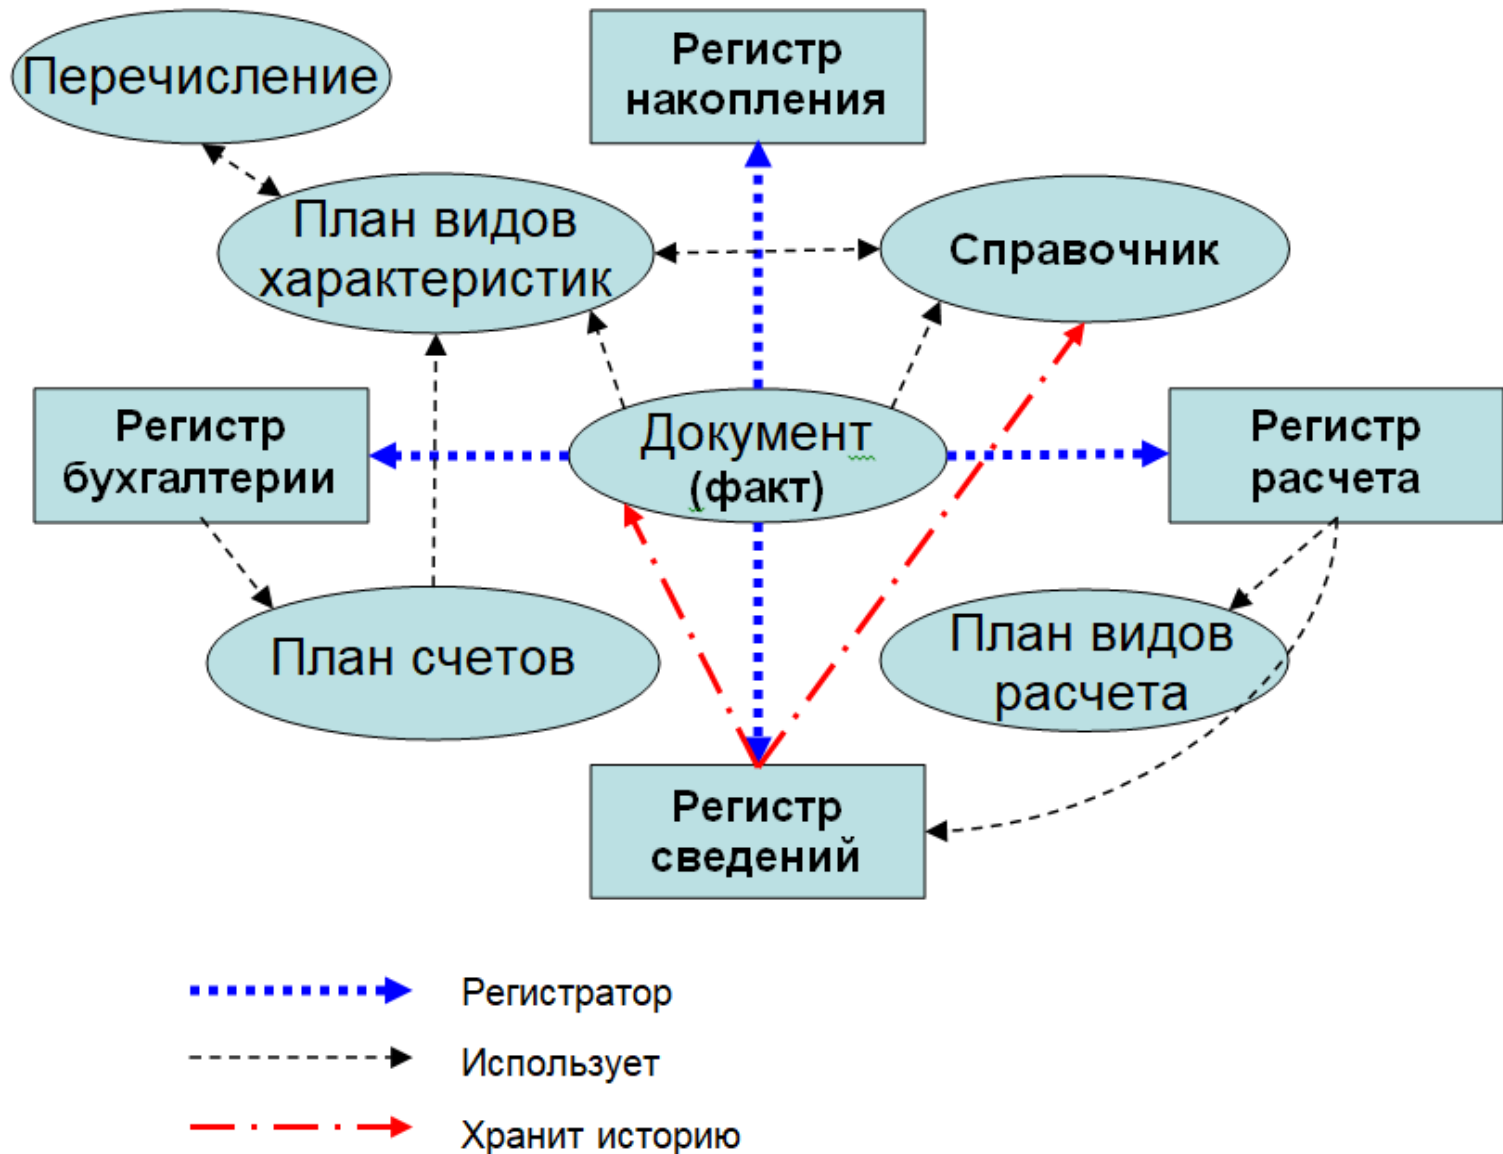 Перечисление
Регистр
накопления
План видов
характеристик
Справочник
Регистр
бухгалтерии
Документ
(факт)
Регистр
расчета
План счетов
План видов
расчета
Регистр
сведений
Регистратор
Использует
Хранит историю